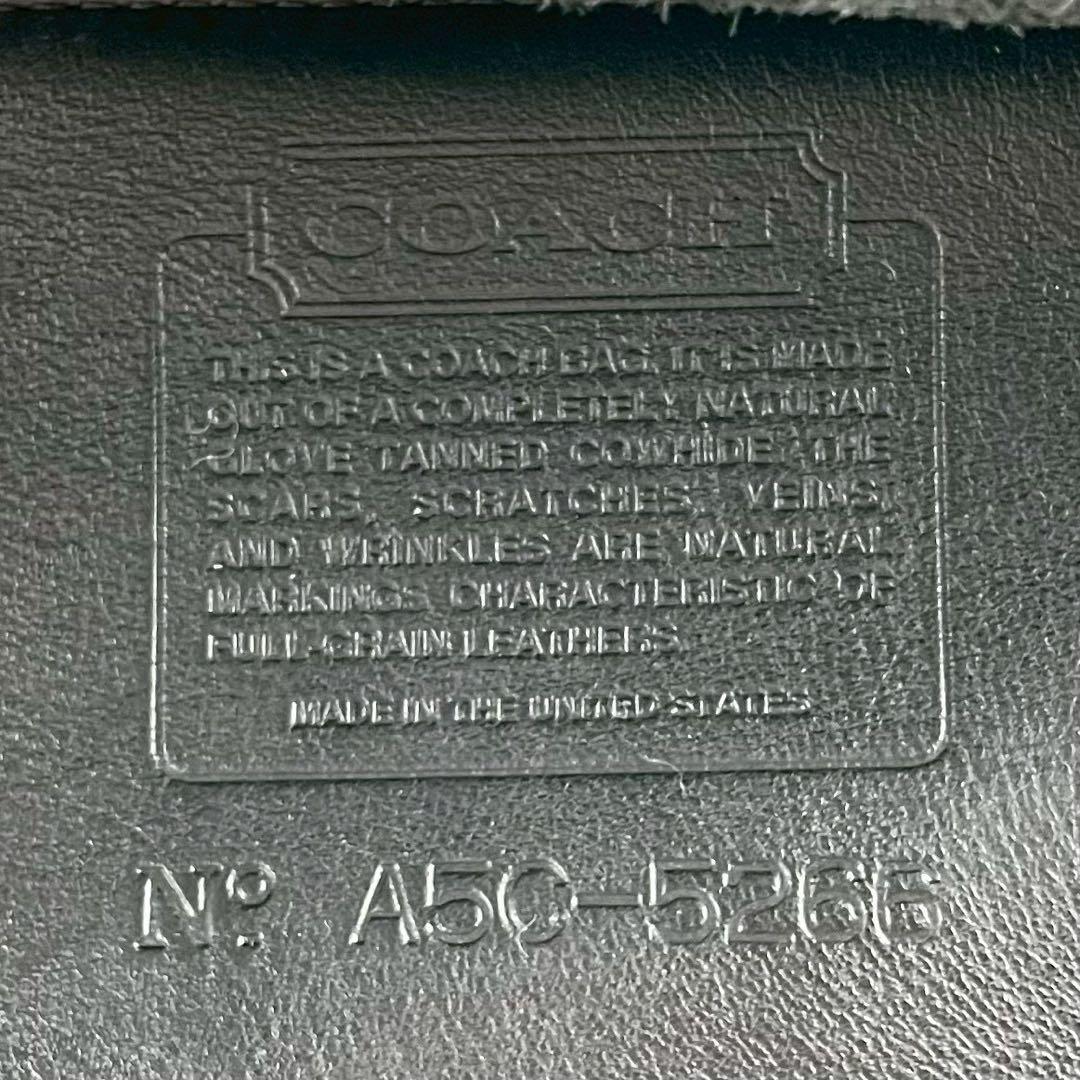 COACH
THIS IS A COACH BAG. IT IS MADE
OUT OF A COMPLETELY NATURAL
GLOVE TANNED COWHIDE. THE
SCARS, SCRATCHES, VEINS,
AND WRINKLES ARE NATURAL
MARKINGS CHARACTERISTIC OF
FULL-GRAIN LEATHERS.
MADE IN THE UNITED STATES
Nº A5C-5266